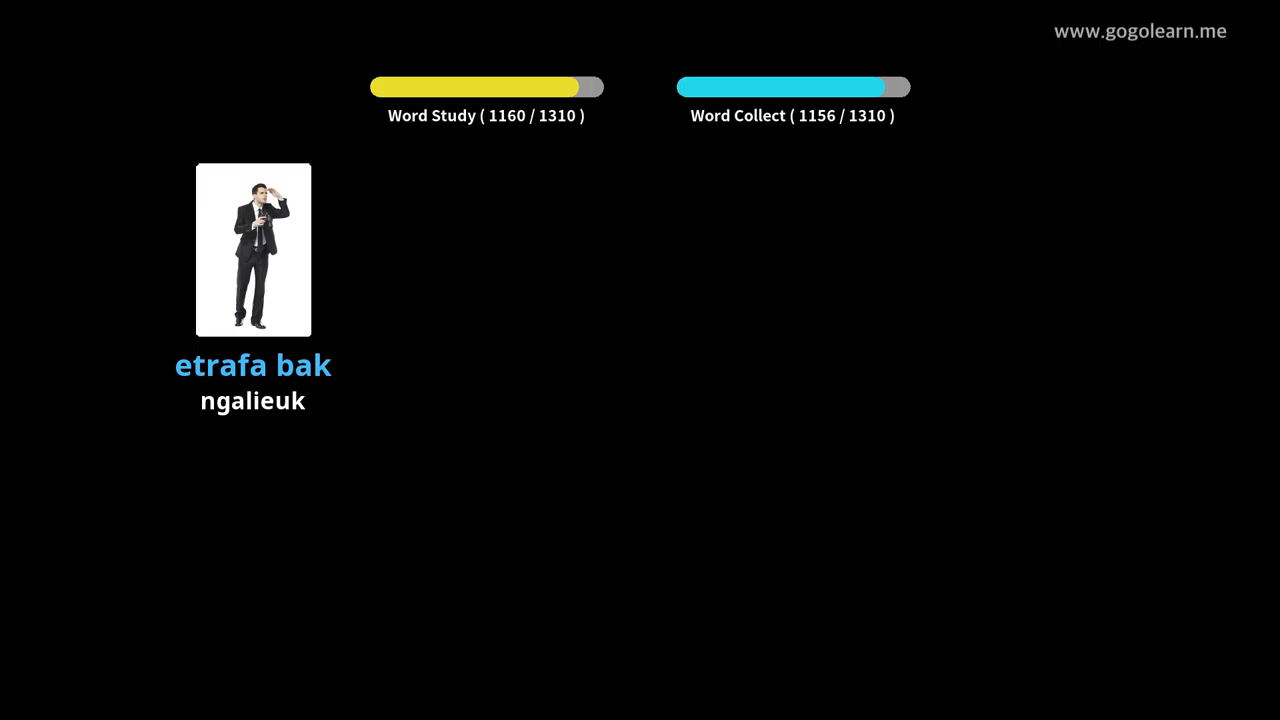 www.gogolearn.me
Word Study ( 1160 / 1310 )
Word Collect ( 1156 / 1310 )
etrafa bak
ngalieuk